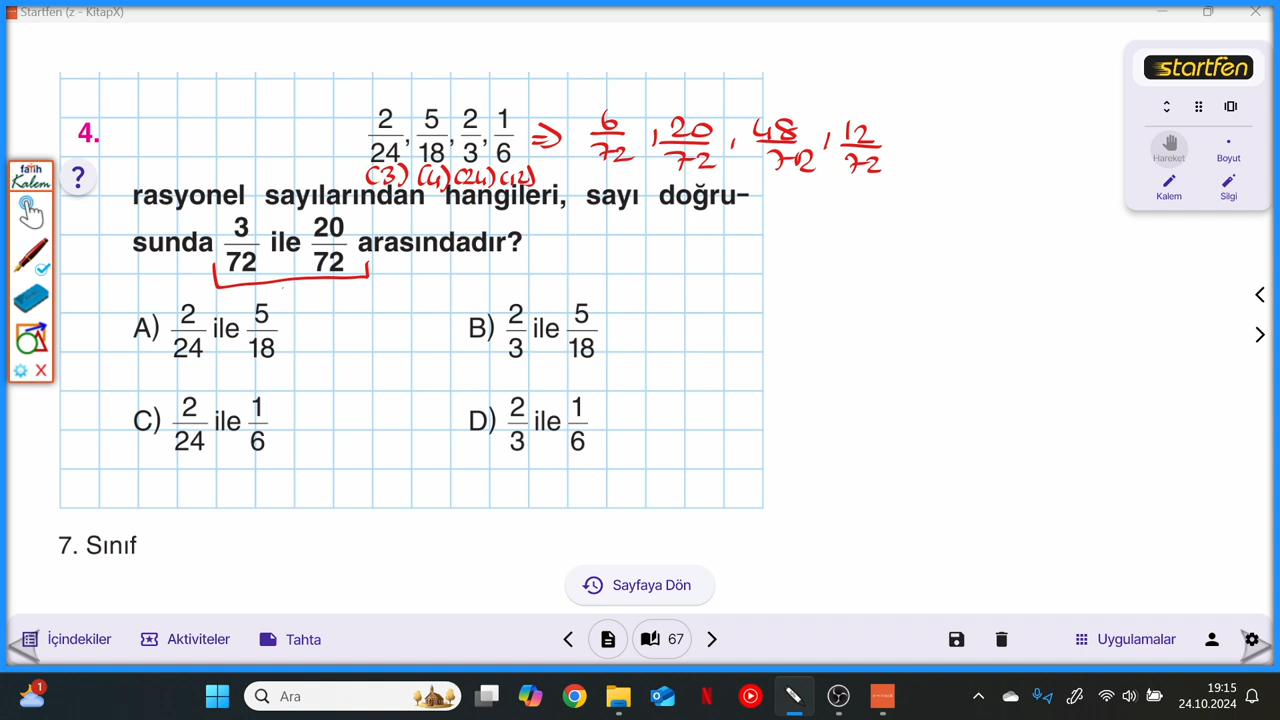 Startfen (z - KitapX)
startfen
Hareket
Boyut
Kalem
Silgi
fatih
Kalem
?
4.
2/24, 5/18, 2/3, 1/6 => 6/72, 20/72, 48/72, 12/72
(3) (4) (24) (12)
rasyonel sayılarından hangileri, sayı doğru-
sunda 3/72 ile 20/72 arasındadır?
A) 2/24 ile 5/18
B) 2/3 ile 5/18
C) 2/24 ile 1/6
D) 2/3 ile 1/6
7. Sınıf
Sayfaya Dön
İçindekiler
Aktiviteler
Tahta
67
Uygulamalar
1
Ara
19:15
24.10.2024